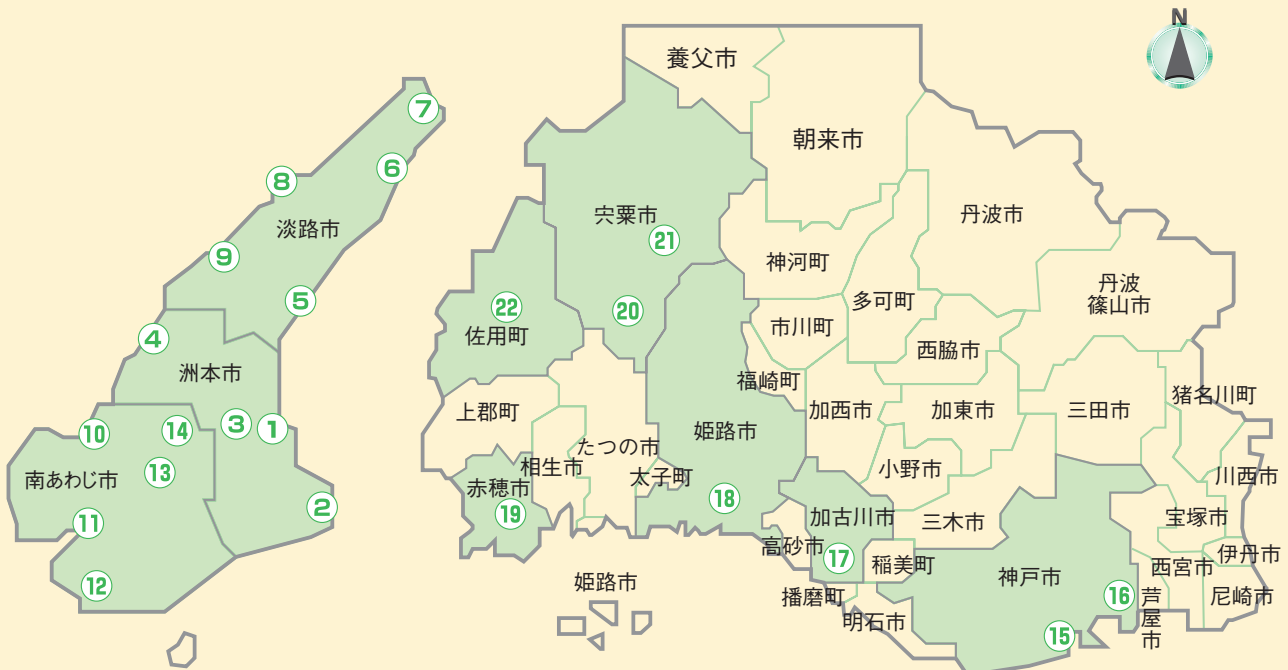 N
養父市
朝来市
宍粟市
㉑
⑳
丹波市
神河町
多可町
市川町
丹波
篠山市
西脇市
㉒
佐用町
福崎町
加西市
加東市
三田市
猪名川町
上郡町
たつの市
相生市
太子町
姫路市
⑱
小野市
川西市
赤穂市
⑲
加古川市
⑰
三木市
宝塚市
伊丹市
高砂市
稲美町
神戸市
西宮市
⑯
芦屋市
尼崎市
姫路市
播磨町
明石市
⑮
⑦
⑥
⑧
淡路市
⑨
⑤
④
洲本市
③
①
⑩
⑭
南あわじ市
⑬
②
⑪
⑫